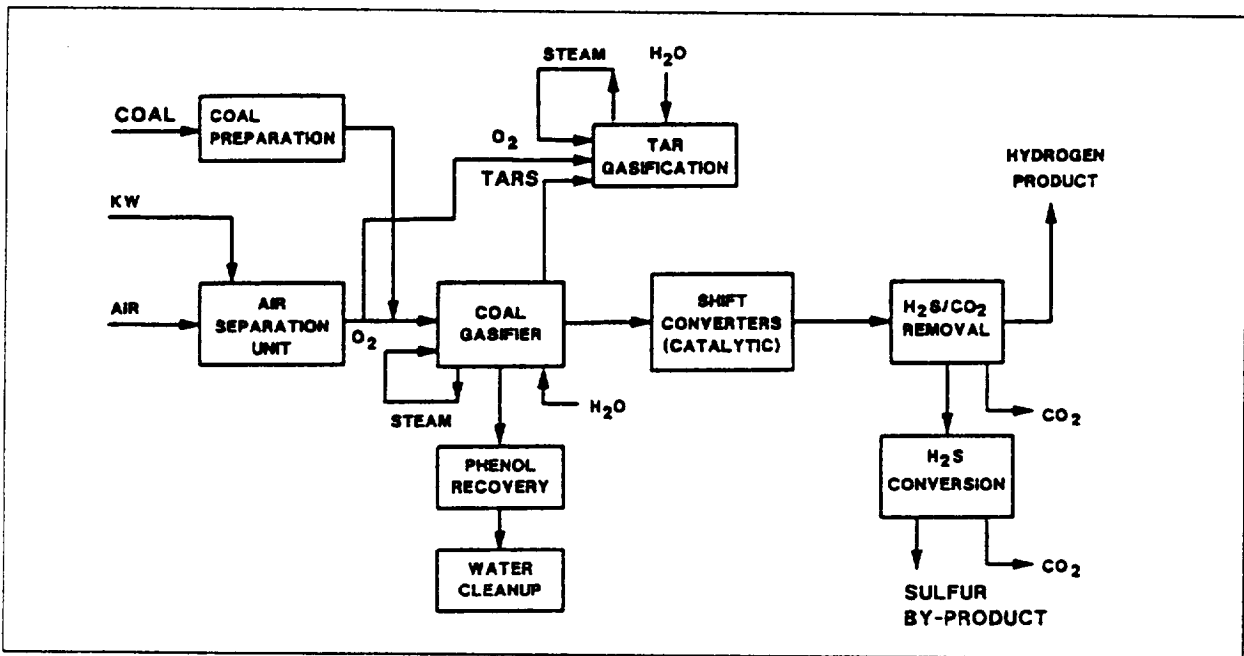 STEAM
H2O
COAL
COAL
PREPARATION
O2
TAR
GASIFICATION
TARS
HYDROGEN
PRODUCT
KW
AIR
AIR
SEPARATION
UNIT
O2
COAL
GASIFIER
SHIFT
CONVERTERS
(CATALYTIC)
H2S/CO2
REMOVAL
STEAM
H2O
CO2
PHENOL
RECOVERY
H2S
CONVERSION
WATER
CLEANUP
CO2
SULFUR
BY-PRODUCT